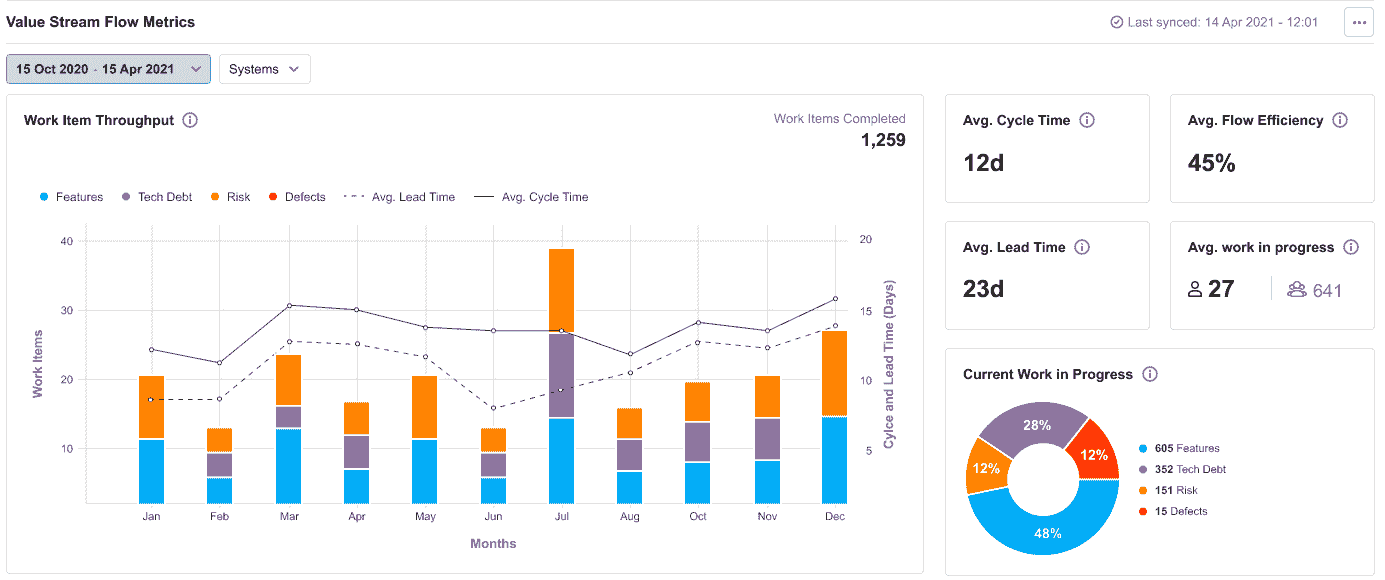 Value Stream Flow Metrics
Last synced: 14 Apr 2021 - 12:01
15 Oct 2020 - 15 Apr 2021
Systems
Work Item Throughput
Work Items Completed
1,259
Features Tech Debt Risk Defects Avg. Lead Time Avg. Cycle Time
Work Items
40
30
20
10
20
15
10
5
Cylce and Lead Time (Days)
Jan Feb Mar Apr May Jun Jul Aug Oct Nov Dec
Months
Avg. Cycle Time
12d
Avg. Flow Efficiency
45%
Avg. Lead Time
23d
Avg. work in progress
27 641
Current Work in Progress
28%
12%
12%
48%
605 Features
352 Tech Debt
151 Risk
15 Defects